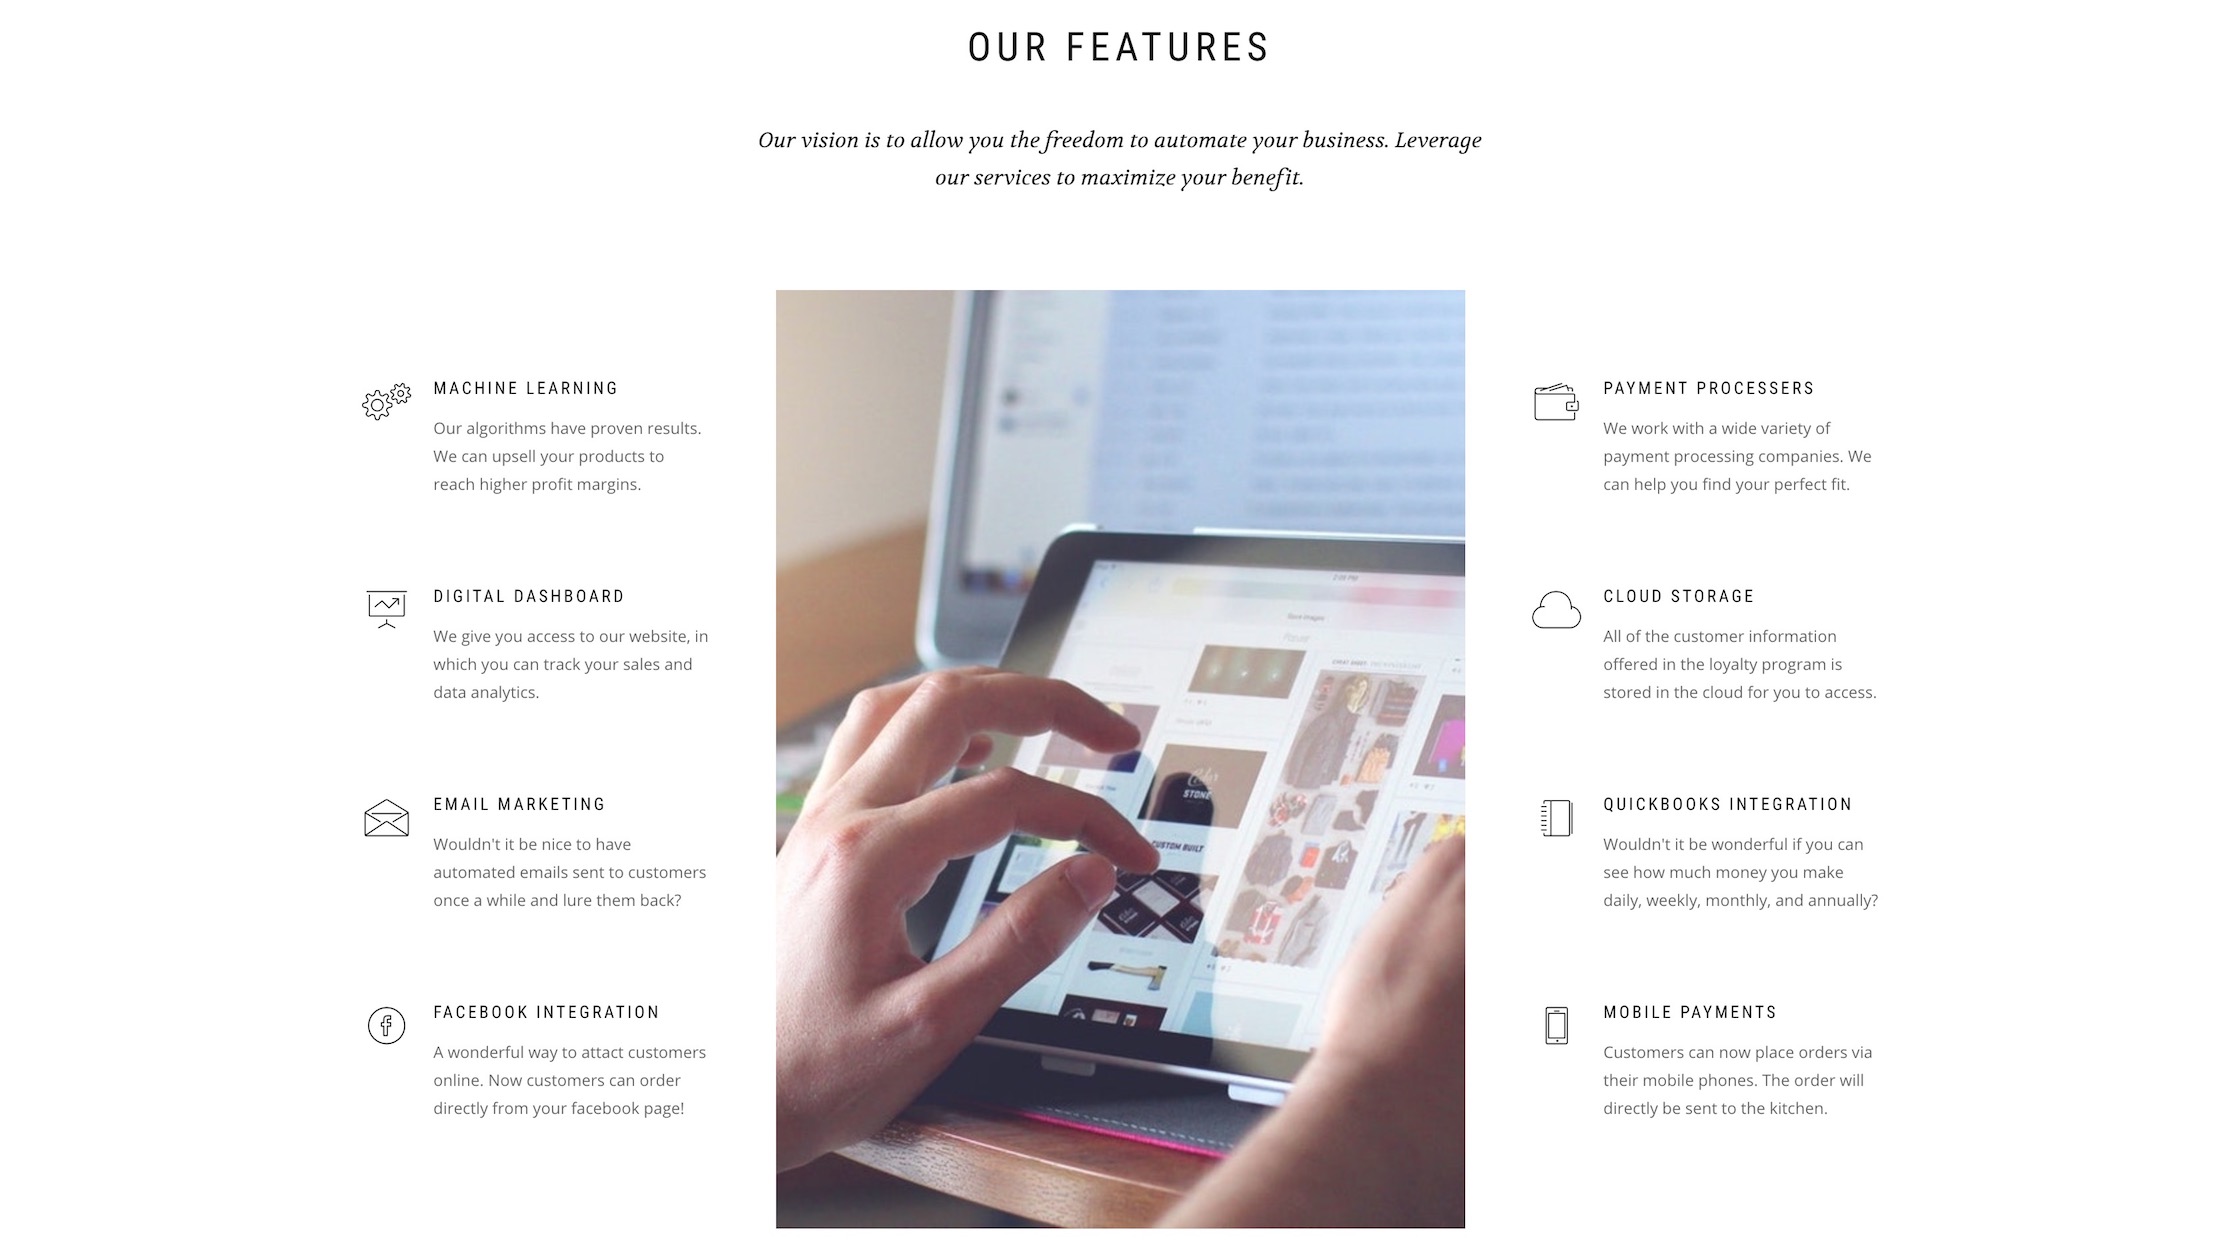 OUR FEATURES
Our vision is to allow you the freedom to automate your business. Leverage
our services to maximize your benefit.
MACHINE LEARNING
Our algorithms have proven results.
We can upsell your products to
reach higher profit margins.
DIGITAL DASHBOARD
We give you access to our website, in
which you can track your sales and
data analytics.
EMAIL MARKETING
Wouldn't it be nice to have
automated emails sent to customers
once a while and lure them back?
FACEBOOK INTEGRATION
A wonderful way to attact customers
online. Now customers can order
directly from your facebook page!
STONE
CUSTOM BUILT
PAYMENT PROCESSERS
We work with a wide variety of
payment processing companies. We
can help you find your perfect fit.
CLOUD STORAGE
All of the customer information
offered in the loyalty program is
stored in the cloud for you to access.
QUICKBOOKS INTEGRATION
Wouldn't it be wonderful if you can
see how much money you make
daily, weekly, monthly, and annually?
MOBILE PAYMENTS
Customers can now place orders via
their mobile phones. The order will
directly be sent to the kitchen.